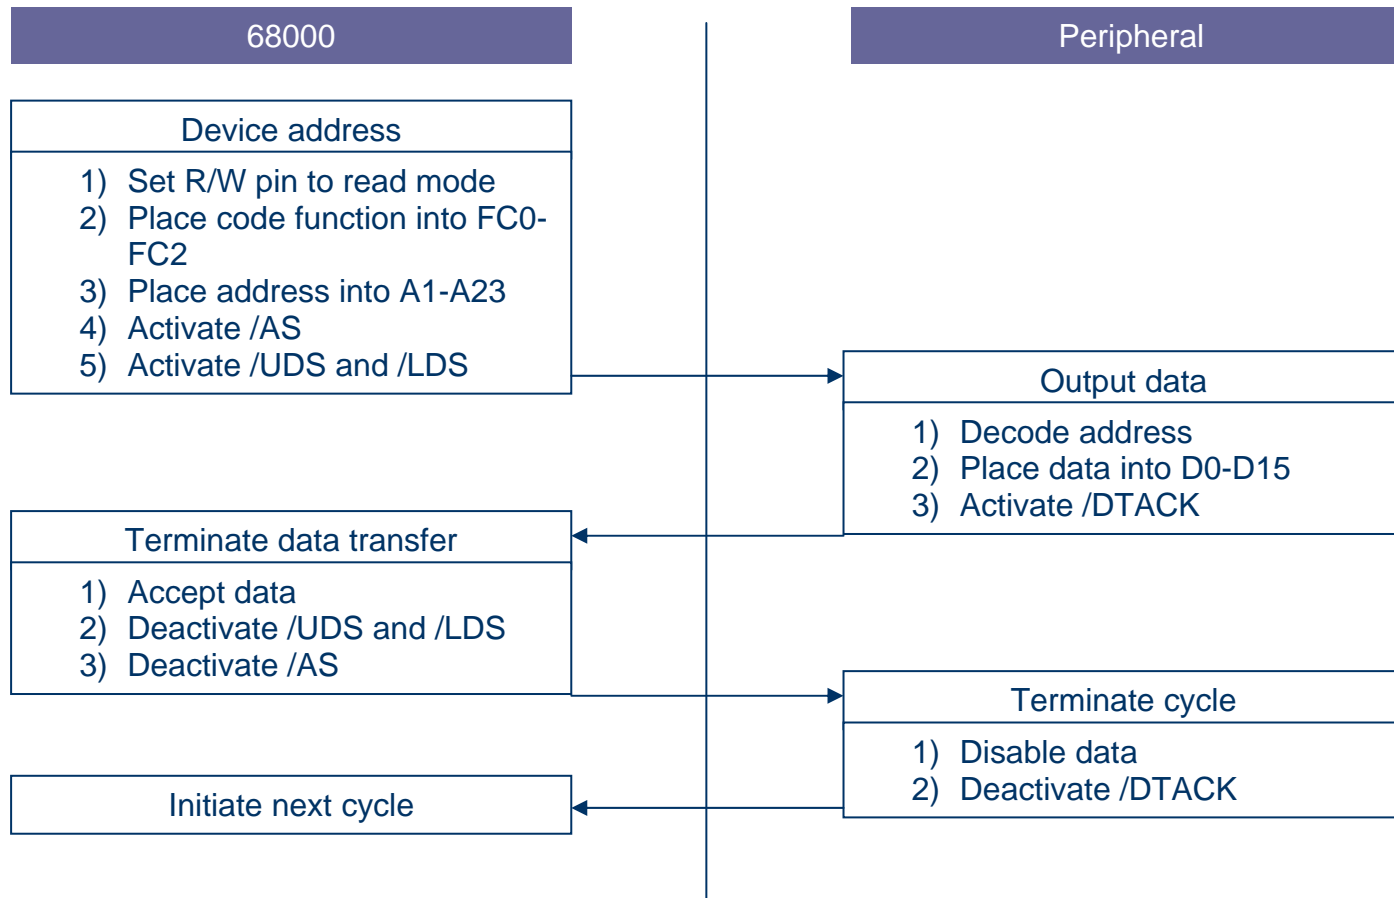 68000
Peripheral
Device address
1) Set R/W pin to read mode
2) Place code function into FC0-
FC2
3) Place address into A1-A23
4) Activate /AS
5) Activate /UDS and /LDS
Output data
1) Decode address
2) Place data into D0-D15
3) Activate /DTACK
Terminate data transfer
1) Accept data
2) Deactivate /UDS and /LDS
3) Deactivate /AS
Terminate cycle
1) Disable data
2) Deactivate /DTACK
Initiate next cycle